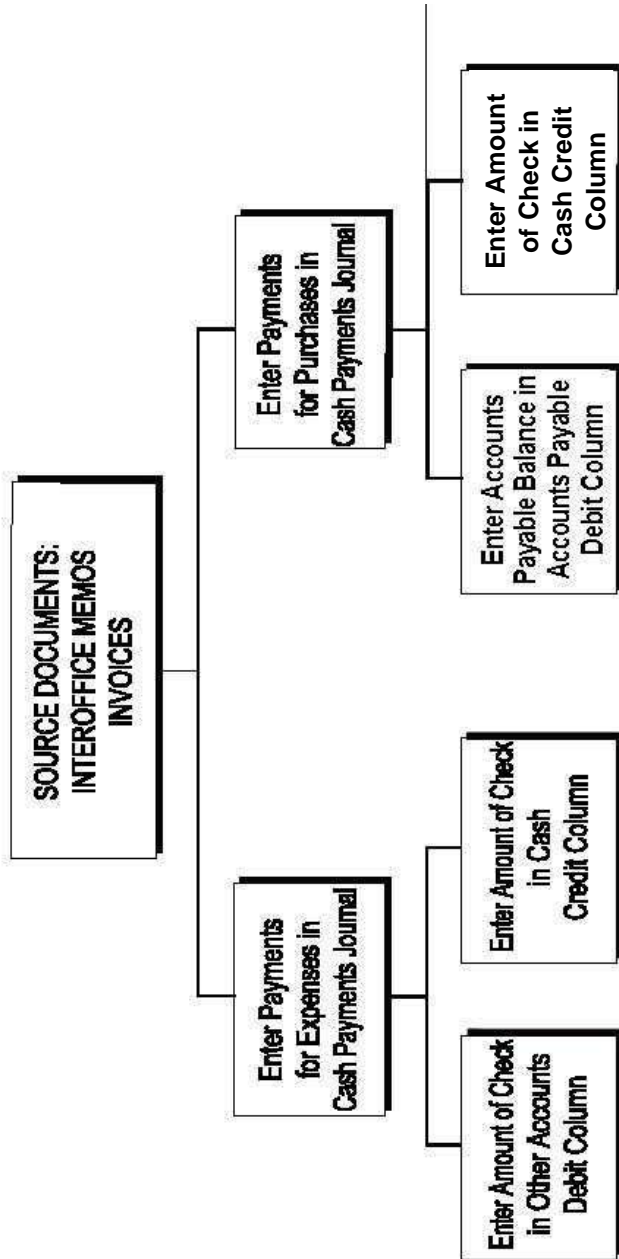 SOURCE DOCUMENTS:
INTEROFFICE MEMOS
INVOICES
Enter Payments
for Expenses in
Cash Payments Journal
Enter Payments
for Purchases in
Cash Payments Journal
Enter Amount of Check
in Other Accounts
Debit Column
Enter Amount of Check
in Cash
Credit Column
Enter Accounts
Payable Balance in
Accounts Payable
Debit Column
Enter Amount
of Check in
Cash Credit
Column